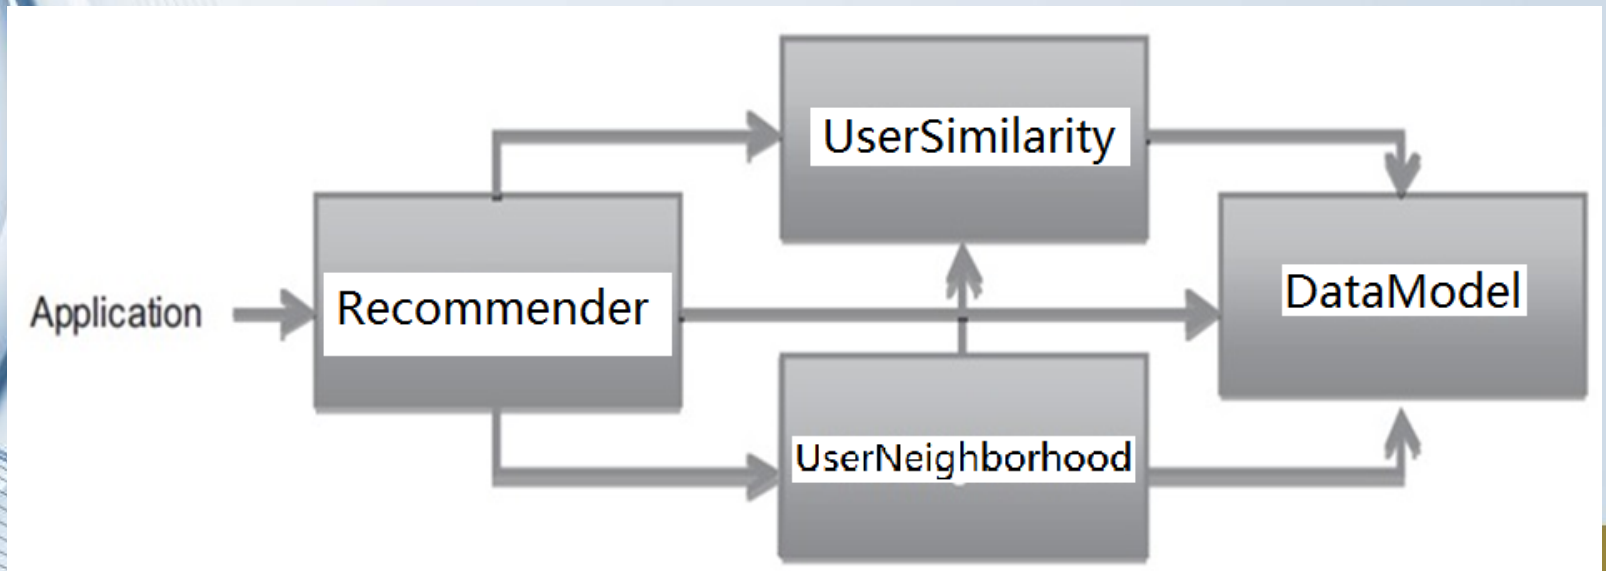 UserSimilarity
Application
Recommender
DataModel
UserNeighborhood